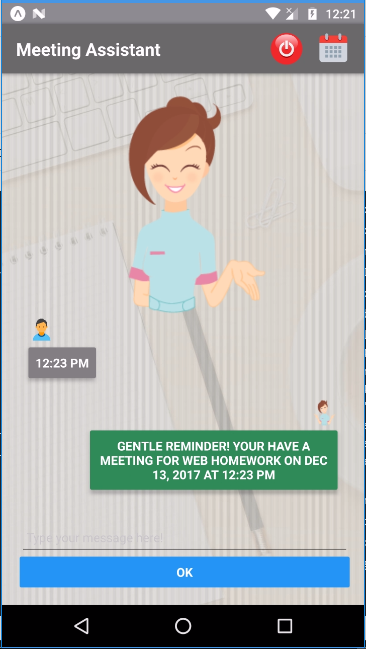 12:21
Meeting Assistant
12:23 PM
GENTLE REMINDER! YOUR HAVE A
MEETING FOR WEB HOMEWORK ON DEC
13, 2017 AT 12:23 PM
Type your message here!
OK